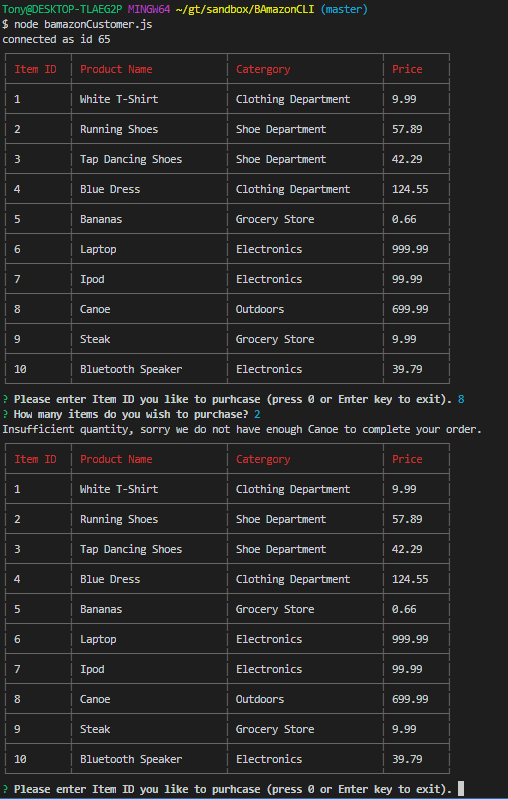 Tony@DESKTOP-TLAEG2P MINGW64 ~/gt/sandbox/BAmazonCLI (master)
$ node bamazonCustomer.js
connected as id 65
Item ID Product Name Catergory Price
1 White T-Shirt Clothing Department 9.99
2 Running Shoes Shoe Department 57.89
3 Tap Dancing Shoes Shoe Department 42.29
4 Blue Dress Clothing Department 124.55
5 Bananas Grocery Store 0.66
6 Laptop Electronics 999.99
7 Ipod Electronics 99.99
8 Canoe Outdoors 699.99
9 Steak Grocery Store 9.99
10 Bluetooth Speaker Electronics 39.79
? Please enter Item ID you like to purhcase (press 0 or Enter key to exit). 8
? How many items do you wish to purchase? 2
Insufficient quantity, sorry we do not have enough Canoe to complete your order.
Item ID Product Name Catergory Price
1 White T-Shirt Clothing Department 9.99
2 Running Shoes Shoe Department 57.89
3 Tap Dancing Shoes Shoe Department 42.29
4 Blue Dress Clothing Department 124.55
5 Bananas Grocery Store 0.66
6 Laptop Electronics 999.99
7 Ipod Electronics 99.99
8 Canoe Outdoors 699.99
9 Steak Grocery Store 9.99
10 Bluetooth Speaker Electronics 39.79
? Please enter Item ID you like to purhcase (press 0 or Enter key to exit).